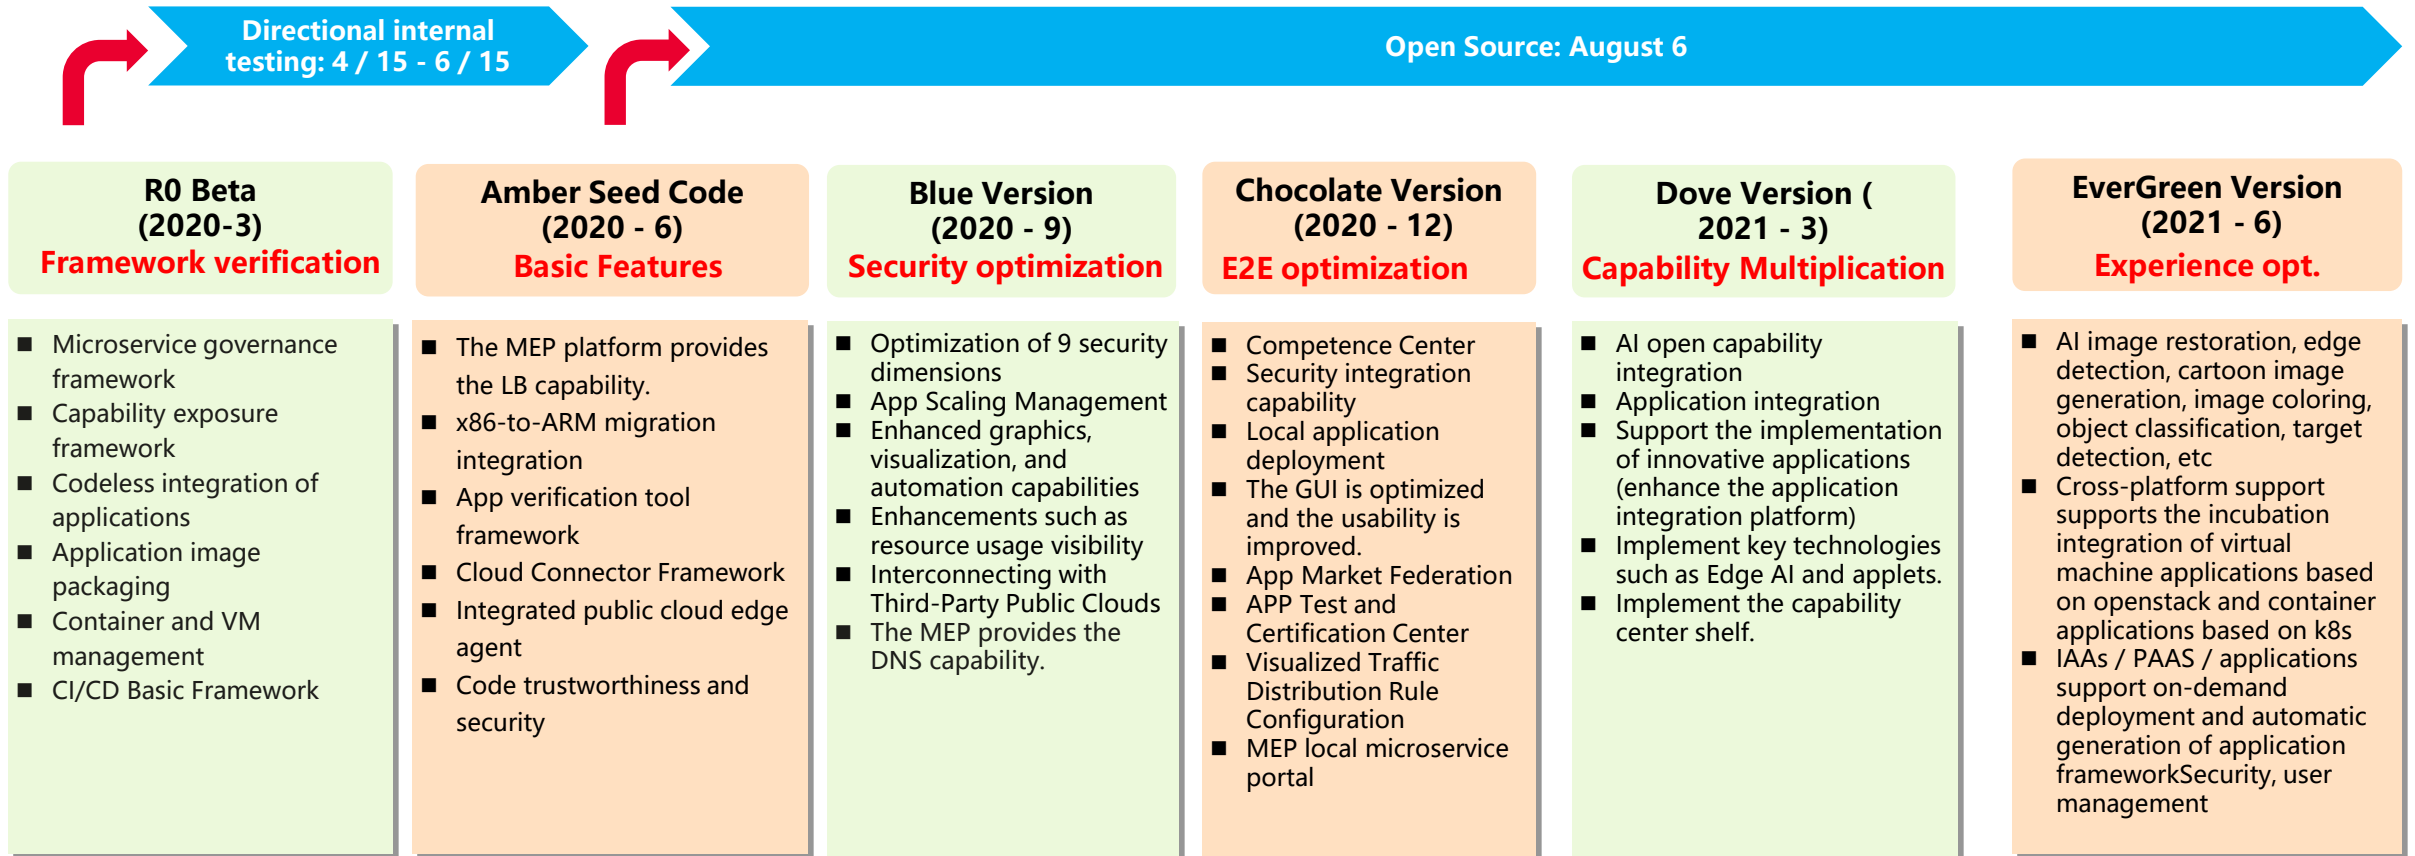 Directional internal
testing: 4 / 15 - 6 / 15
Open Source: August 6
R0 Beta
(2020-3)
Framework verification
■ Microservice governance
framework
■ Capability exposure
framework
■ Codeless integration of
applications
■ Application image
packaging
■ Container and VM
management
■ CI/CD Basic Framework
Amber Seed Code
(2020 - 6)
Basic Features
■ The MEP platform provides
the LB capability.
■ x86-to-ARM migration
integration
■ App verification tool
framework
■ Cloud Connector Framework
■ Integrated public cloud edge
agent
■ Code trustworthiness and
security
Blue Version
(2020 - 9)
Security optimization
■ Optimization of 9 security
dimensions
■ App Scaling Management
■ Enhanced graphics,
visualization, and
automation capabilities
■ Enhancements such as
resource usage visibility
■ Interconnecting with
Third-Party Public Clouds
■ The MEP provides the
DNS capability.
Chocolate Version
(2020 - 12)
E2E optimization
■ Competence Center
■ Security integration
capability
■ Local application
deployment
■ The GUI is optimized
and the usability is
improved.
■ App Market Federation
■ APP Test and
Certification Center
■ Visualized Traffic
Distribution Rule
Configuration
■ MEP local microservice
portal
Dove Version (
2021 - 3)
Capability Multiplication
■ AI open capability
integration
■ Application integration
■ Support the implementation
of innovative applications
(enhance the application
integration platform)
■ Implement key technologies
such as Edge AI and applets.
■ Implement the capability
center shelf.
EverGreen Version
(2021 - 6)
Experience opt.
■ AI image restoration, edge
detection, cartoon image
generation, image coloring,
object classification, target
detection, etc
■ Cross-platform support
supports the incubation
integration of virtual
machine applications based
on openstack and container
applications based on k8s
■ IAAs / PAAS / applications
support on-demand
deployment and automatic
generation of application
frameworkSecurity, user
management